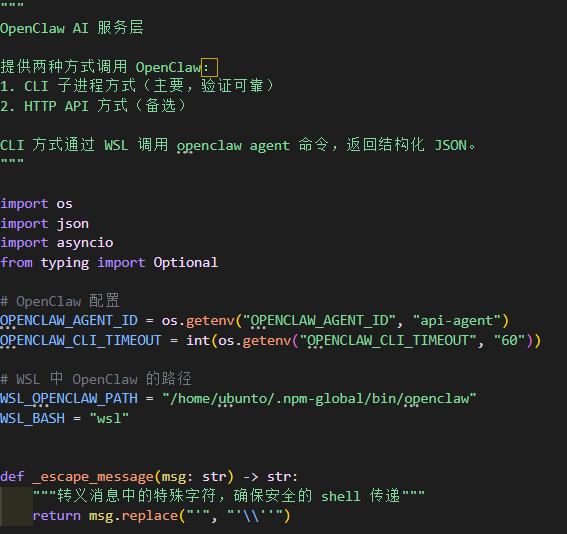 """
OpenClaw AI 服务层
提供两种方式调用 OpenClaw：
1. CLI 子进程方式（主要，验证可靠）
2. HTTP API 方式（备选）
CLI 方式通过 WSL 调用 openclaw agent 命令，返回结构化 JSON。
"""
import os
import json
import asyncio
from typing import Optional
# OpenClaw 配置
OPENCLAW_AGENT_ID = os.getenv("OPENCLAW_AGENT_ID", "api-agent")
OPENCLAW_CLI_TIMEOUT = int(os.getenv("OPENCLAW_CLI_TIMEOUT", "60"))
# WSL 中 OpenClaw 的路径
WSL_OPENCLAW_PATH = "/home/ubunto/.npm-global/bin/openclaw"
WSL_BASH = "wsl"
def _escape_message(msg: str) -> str:
    """转义消息中的特殊字符，确保安全的 shell 传递"""
    return msg.replace("'", "'\\''")